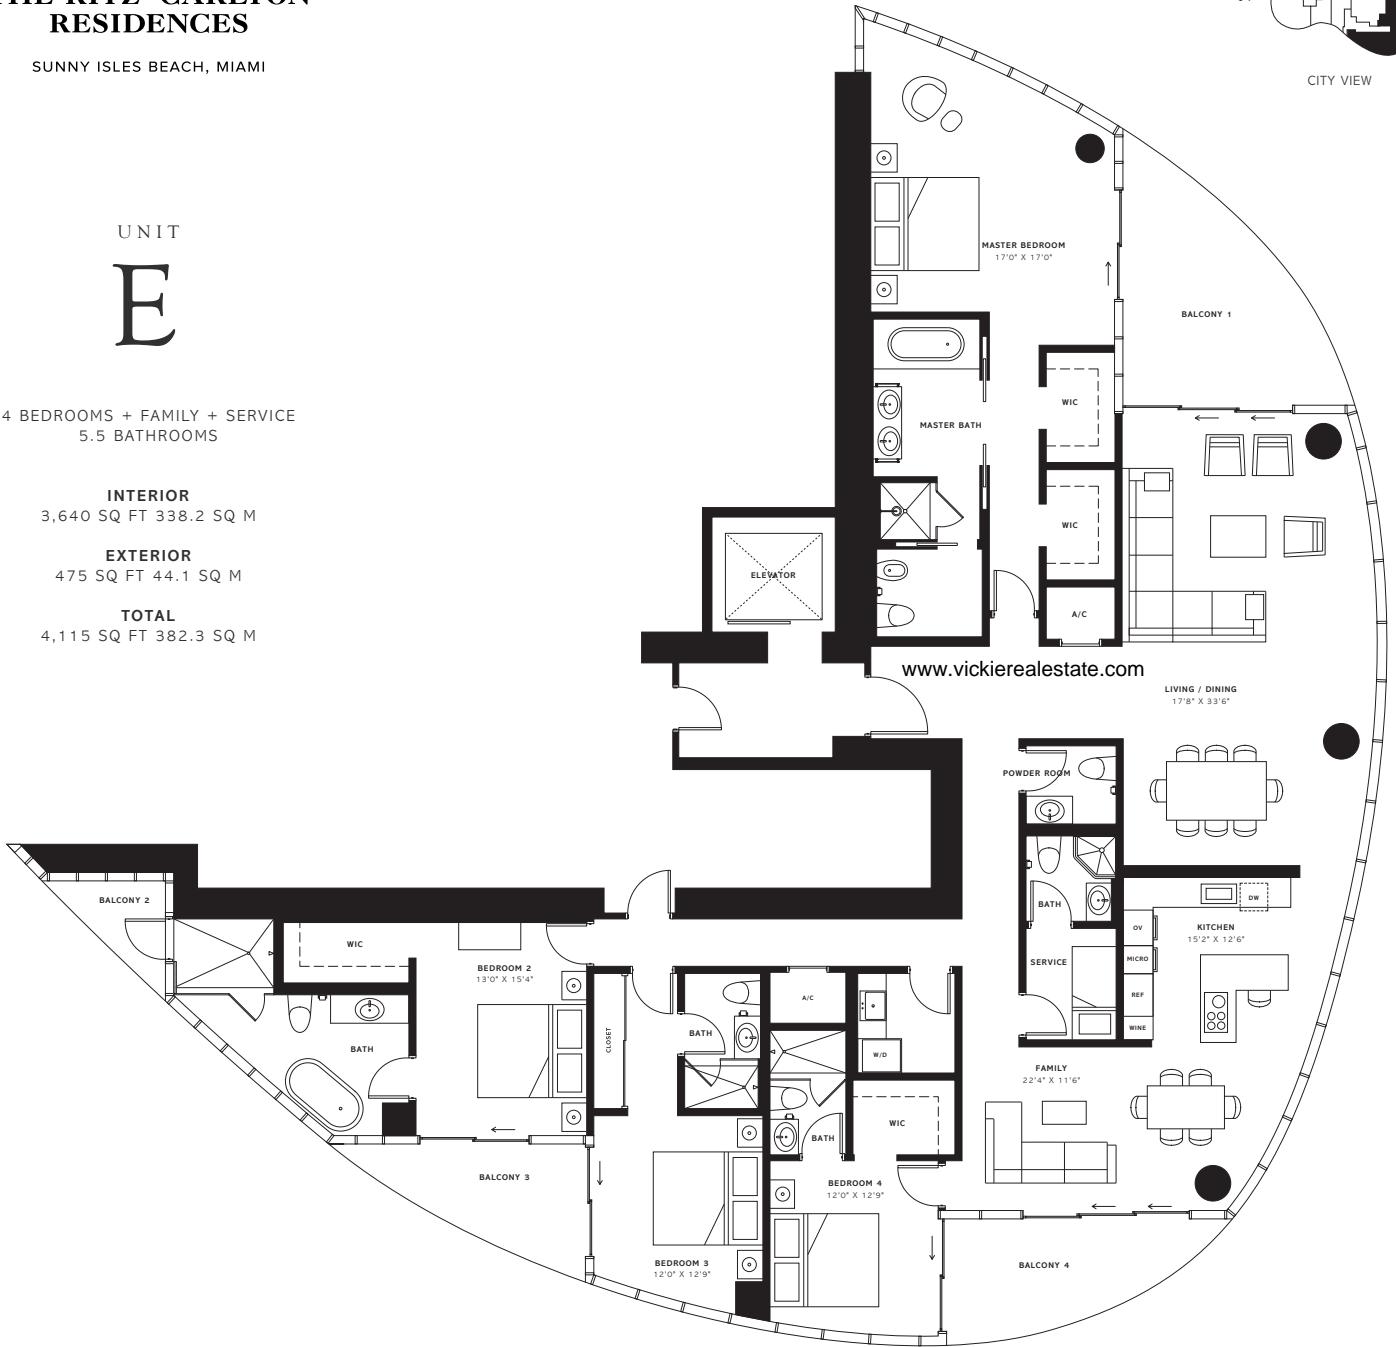 RESIDENCES
SUNNY ISLES BEACH, MIAMI
CITY VIEW
UNIT
E
4 BEDROOMS + FAMILY + SERVICE
5.5 BATHROOMS
INTERIOR
3,640 SQ FT 338.2 SQ M
EXTERIOR
475 SQ FT 44.1 SQ M
TOTAL
4,115 SQ FT 382.3 SQ M
MASTER BEDROOM
17'0" X 17'0"
BALCONY 1
WIC
MASTER BATH
WIC
ELEVATOR
A/C
www.vickierealestate.com
LIVING / DINING
17'8" X 33'6"
POWDER ROOM
BALCONY 2
BATH
DW
OV
KITCHEN
15'2" X 12'6"
WIC
MICRO
SERVICE
BEDROOM 2
13'0" X 15'4"
REF
A/C
WINE
BATH
CLOSET
BATH
W/D
FAMILY
22'4" X 11'6"
WIC
BATH
BALCONY 3
BEDROOM 4
12'0" X 12'9"
BEDROOM 3
12'0" X 12'9"
BALCONY 4